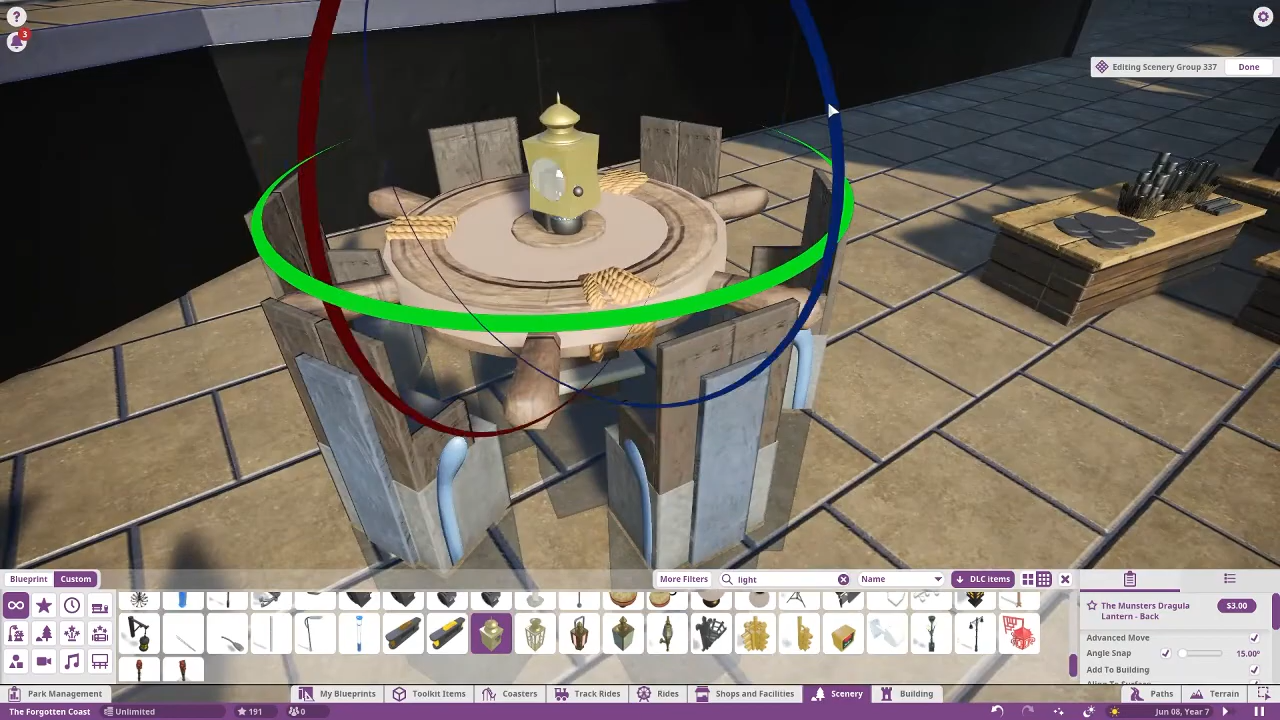 ?
3
Editing Scenery Group 337
Done
Blueprint
Custom
More Filters
light
Name
DLC items
The Munsters Dragula
Lantern - Back
$3.00
Advanced Move
Angle Snap
15.00°
Add To Building
Park Management
My Blueprints
Exit Items
Coasters
Track Rides
Rides
Shops and Facilities
Scenery
Building
Paths
Terrain
The Forgotten Coast
Unlimited
191
0
Jun 08, Year 7